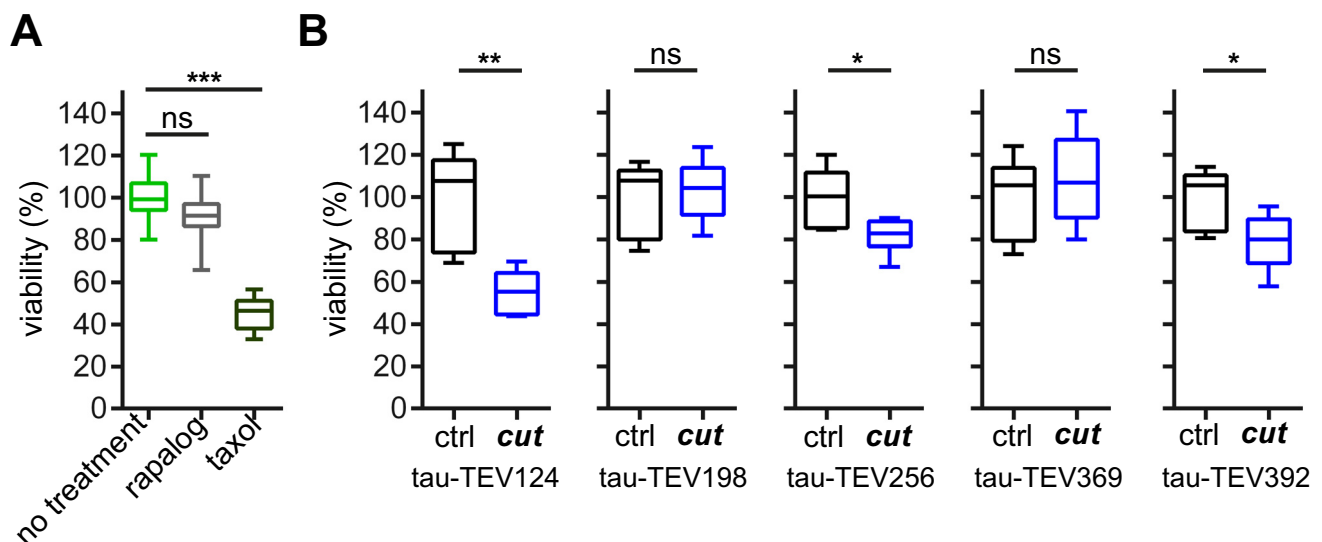 A
B
***
ns
**
ns
*
ns
*
viability (%)
140
120
100
80
60
40
20
0
no treatment
rapalog
taxol
viability (%)
140
120
100
80
60
40
20
0
ctrl cut
ctrl cut
ctrl cut
ctrl cut
ctrl cut
tau-TEV124
tau-TEV198
tau-TEV256
tau-TEV369
tau-TEV392